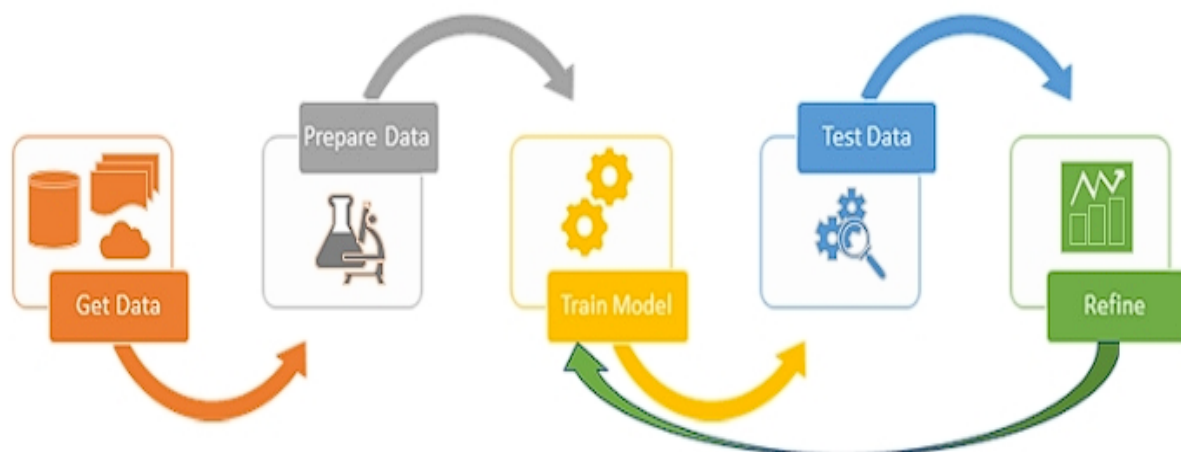 Get Data
Prepare Data
Train Model
Test Data
Refine